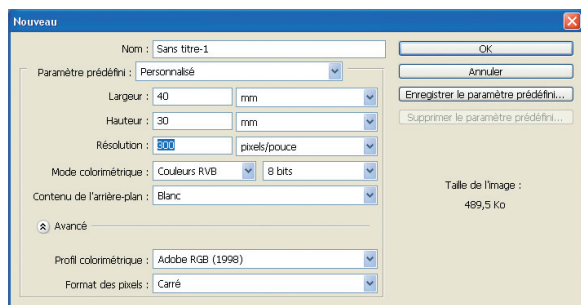 Nouveau
Nom : Sans titre-1
OK
Paramètre prédéfini : Personnalisé
Annuler
Largeur : 40 mm
Enregistrer le paramètre prédéfini...
Hauteur : 30 mm
Supprimer le paramètre prédéfini...
Résolution : 300 pixels/pouce
Mode colorimétrique : Couleurs RVB 8 bits
Taille de l'image :
Contenu de l'arrière-plan : Blanc
489,5 Ko
Avancé
Profil colorimétrique : Adobe RGB (1998)
Format des pixels : Carré